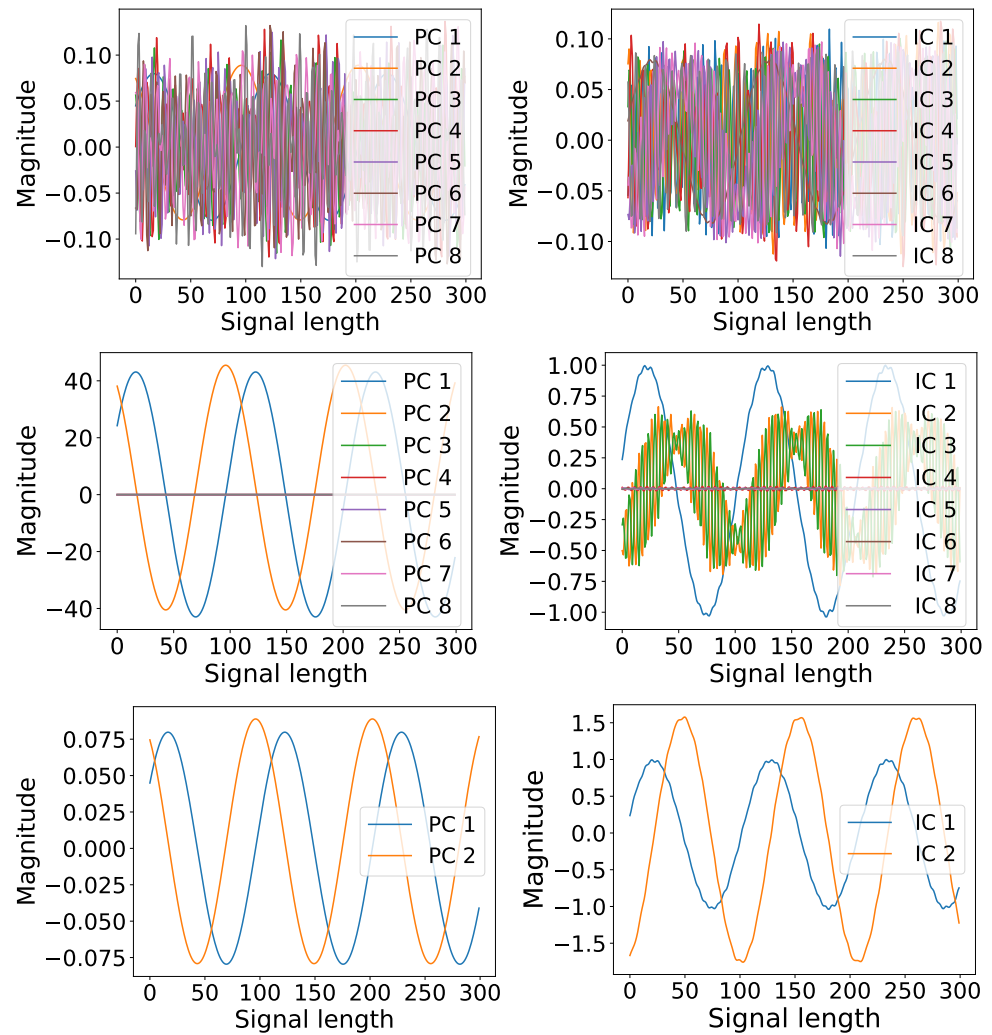 Magnitude
0.10
0.05
0.00
−0.05
−0.10
PC 1
PC 2
PC 3
PC 4
PC 5
PC 6
PC 7
PC 8
0 50 100 150 200 250 300
Signal length
Magnitude
0.10
0.05
0.00
−0.05
−0.10
IC 1
IC 2
IC 3
IC 4
IC 5
IC 6
IC 7
IC 8
0 50 100 150 200 250 300
Signal length
Magnitude
40
20
0
−20
−40
PC 1
PC 2
PC 3
PC 4
PC 5
PC 6
PC 7
PC 8
0 50 100 150 200 250 300
Signal length
Magnitude
1.00
0.75
0.50
0.25
0.00
−0.25
−0.50
−0.75
−1.00
IC 1
IC 2
IC 3
IC 4
IC 5
IC 6
IC 7
IC 8
0 50 100 150 200 250 300
Signal length
Magnitude
0.075
0.050
0.025
0.000
−0.025
−0.050
−0.075
PC 1
PC 2
0 50 100 150 200 250 300
Signal length
Magnitude
1.5
1.0
0.5
0.0
−0.5
−1.0
−1.5
IC 1
IC 2
0 50 100 150 200 250 300
Signal length